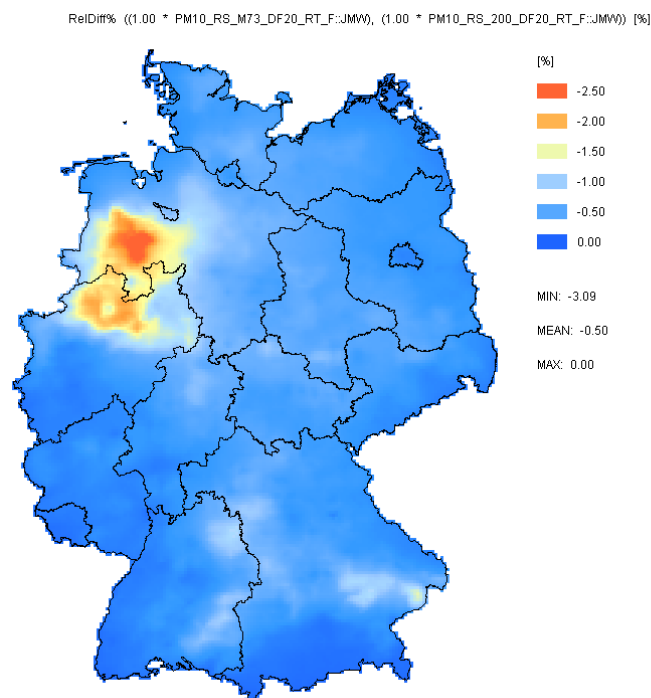 RelDiff% ((1.00 * PM10_RS_M73_DF20_RT_F::JMW), (1.00 * PM10_RS_200_DF20_RT_F::JMW)) [%]
[%]
-2.50
-2.00
-1.50
-1.00
-0.50
0.00
MIN: -3.09
MEAN: -0.50
MAX: 0.00